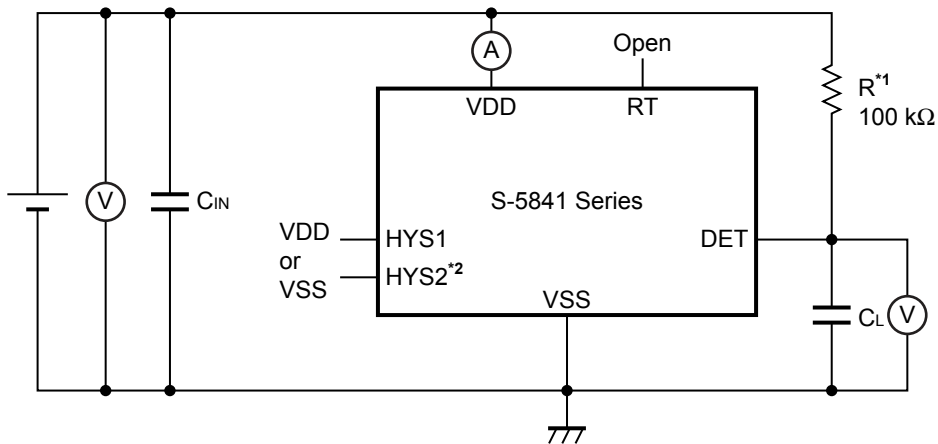 A
Open
VDD
RT
R*1
100 kΩ
V
CIN
S-5841 Series
VDD
or
VSS
HYS1
HYS2*2
DET
VSS
CL
V